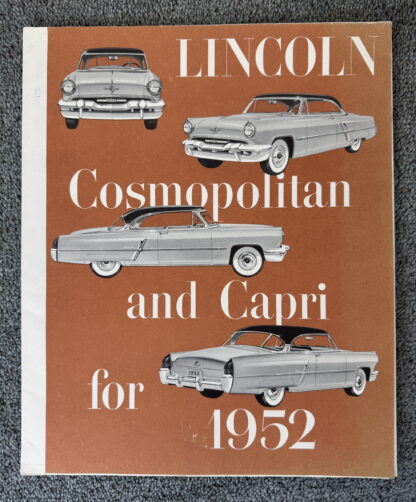 LINCOLN
Cosmopolitan
and Capri
for 1952